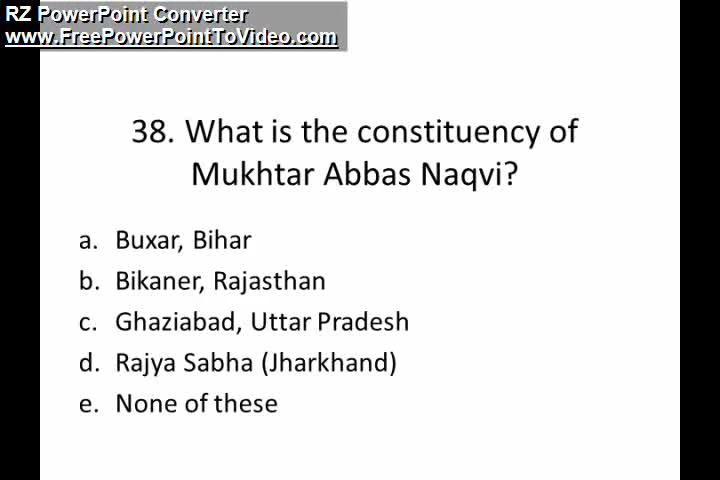 RZ PowerPoint Converter
www.FreePowerPointToVideo.com
38. What is the constituency of
Mukhtar Abbas Naqvi?
a. Buxar, Bihar
b. Bikaner, Rajasthan
c. Ghaziabad, Uttar Pradesh
d. Rajya Sabha (Jharkhand)
e. None of these